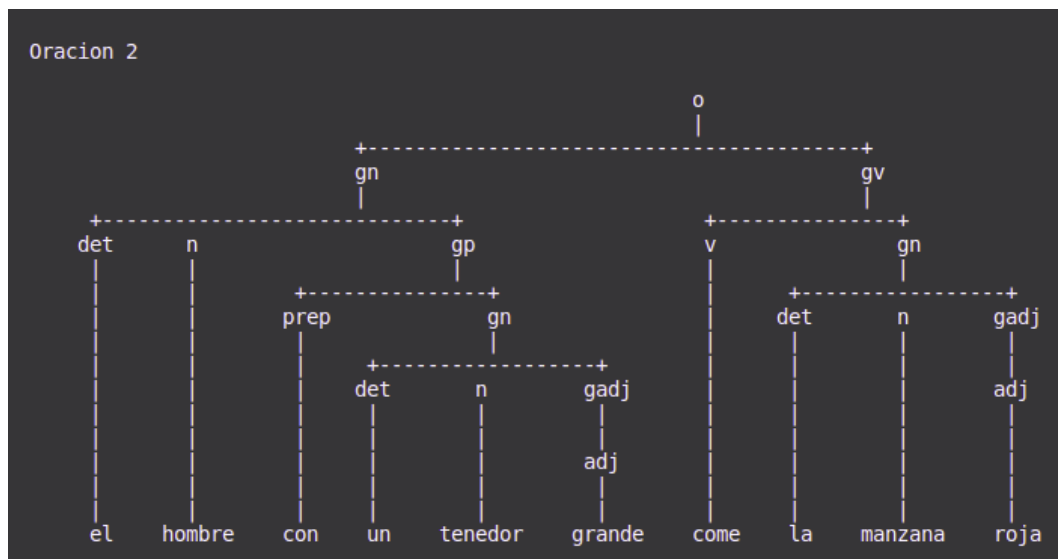 Oracion 2
o
gn gv
det n gp v gn
prep gn det n gadj
det n gadj adj
adj
el hombre con un tenedor grande come la manzana roja